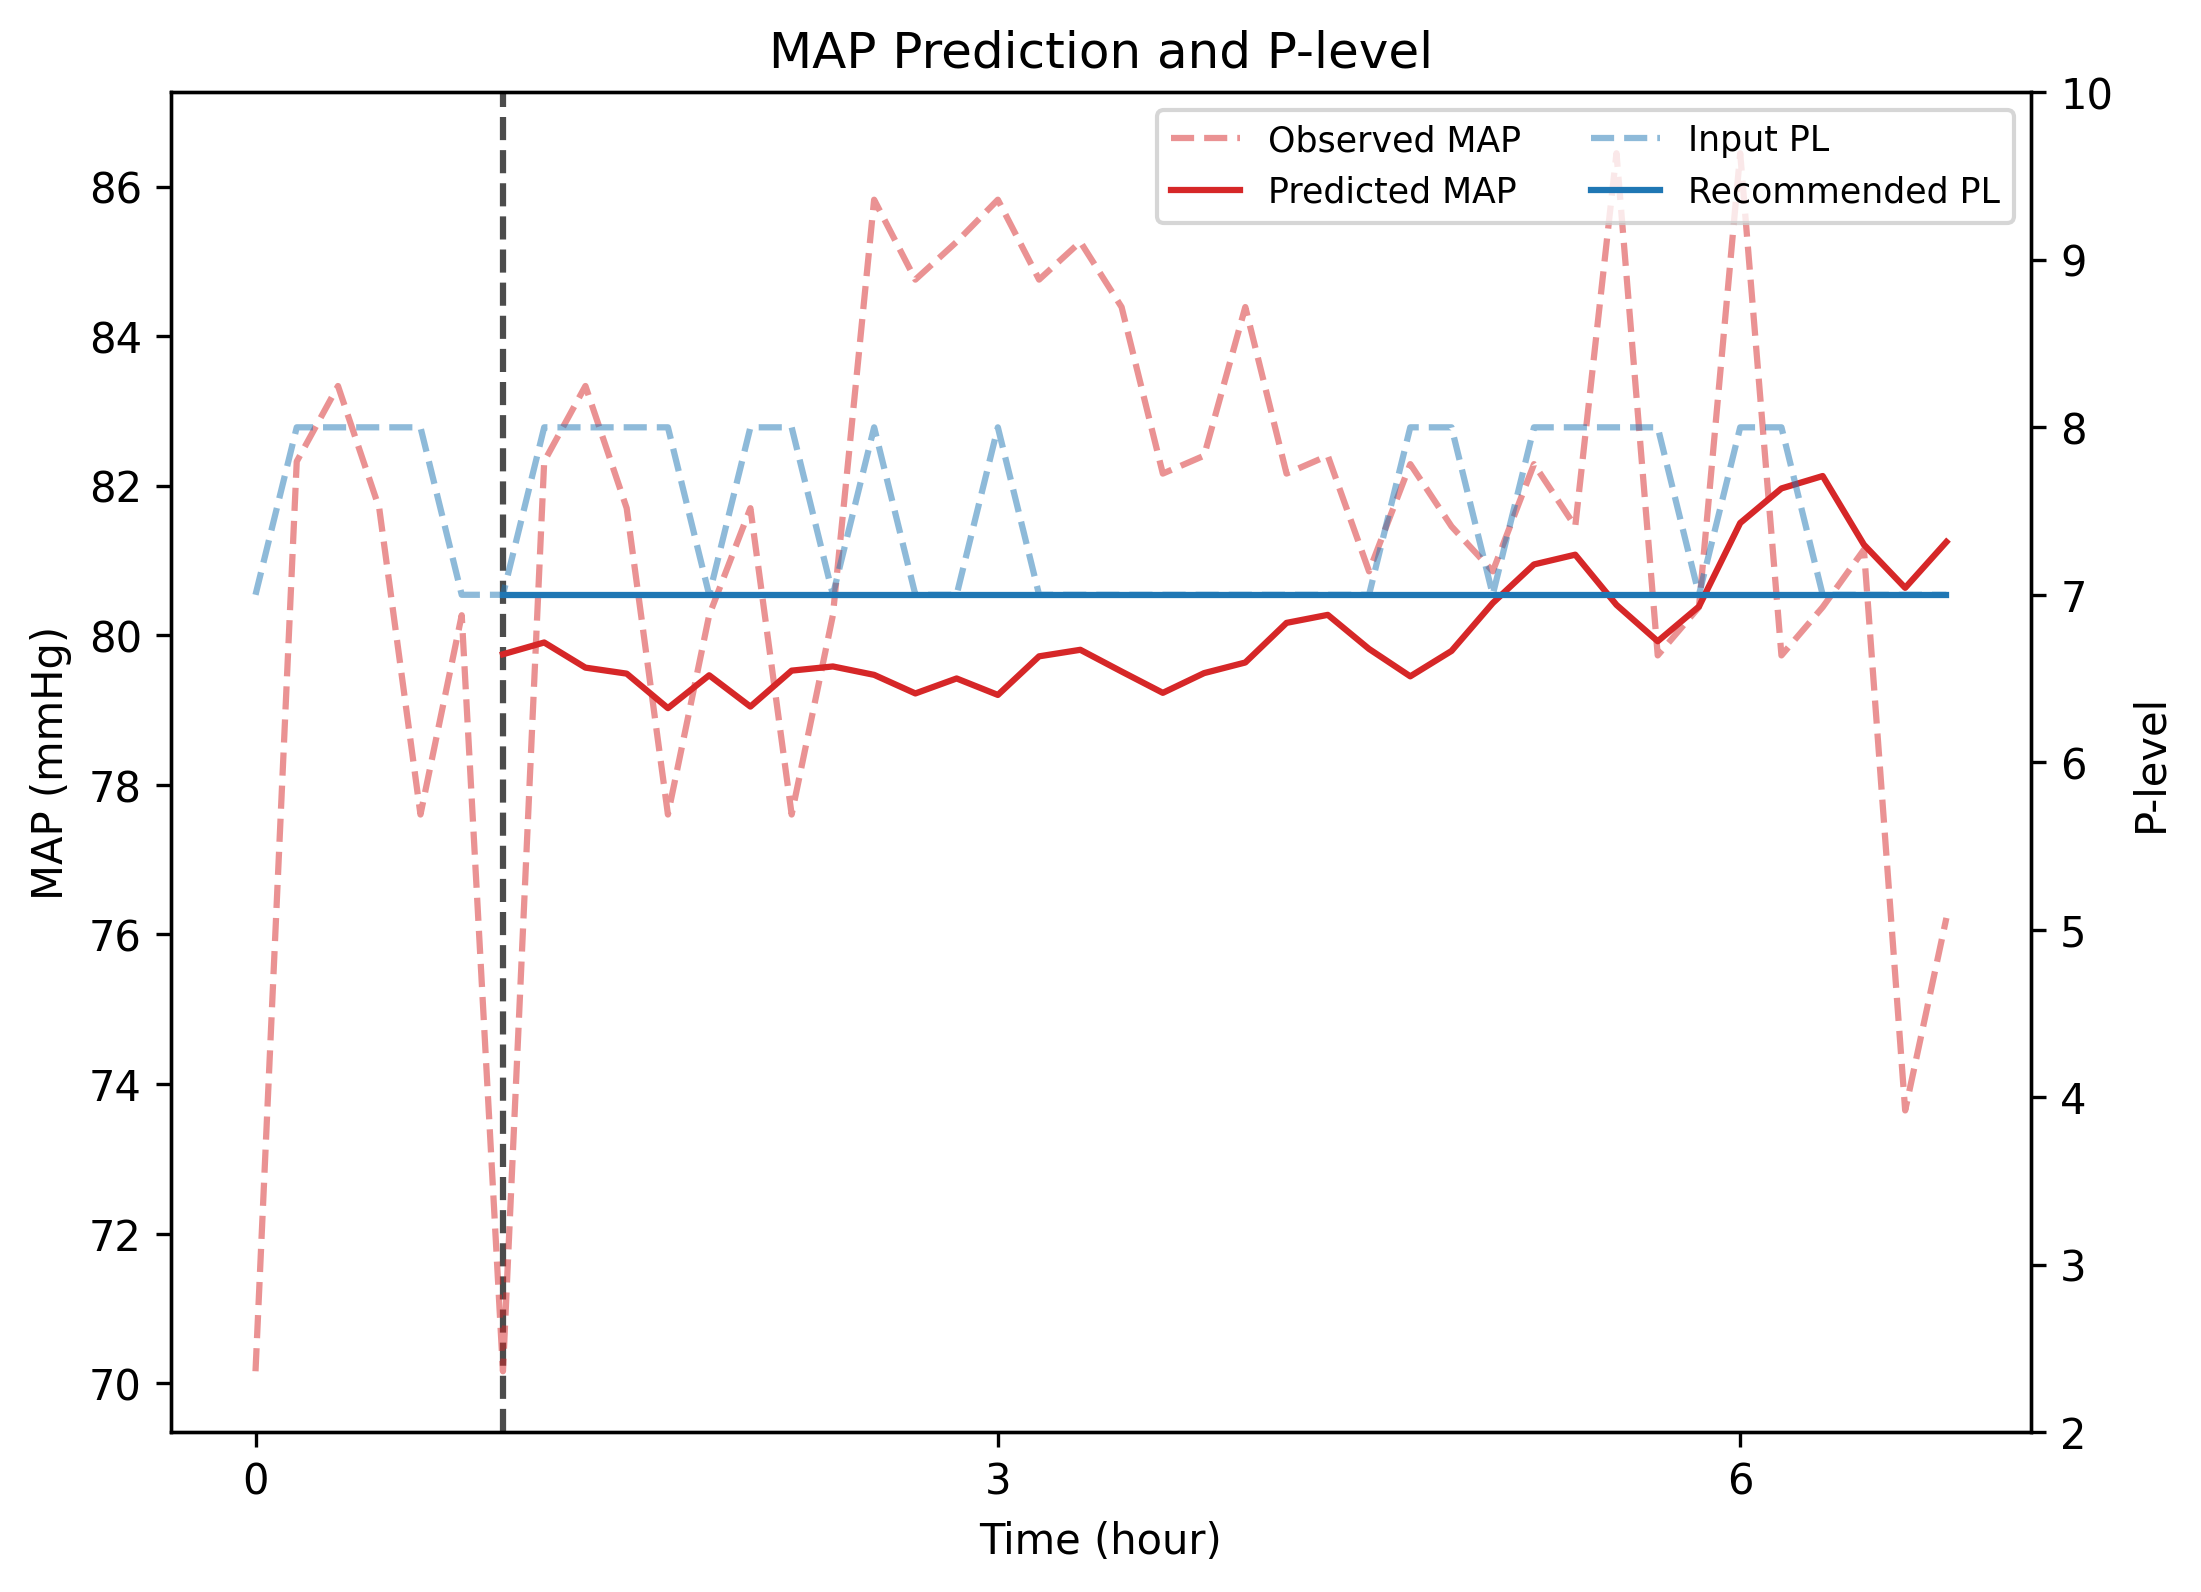 MAP Prediction and P-level
Observed MAP
Predicted MAP
Input PL
Recommended PL
MAP (mmHg)
86
84
82
80
78
76
74
72
70
10
9
8
7
6
5
4
3
2
P-level
0 3 6
Time (hour)